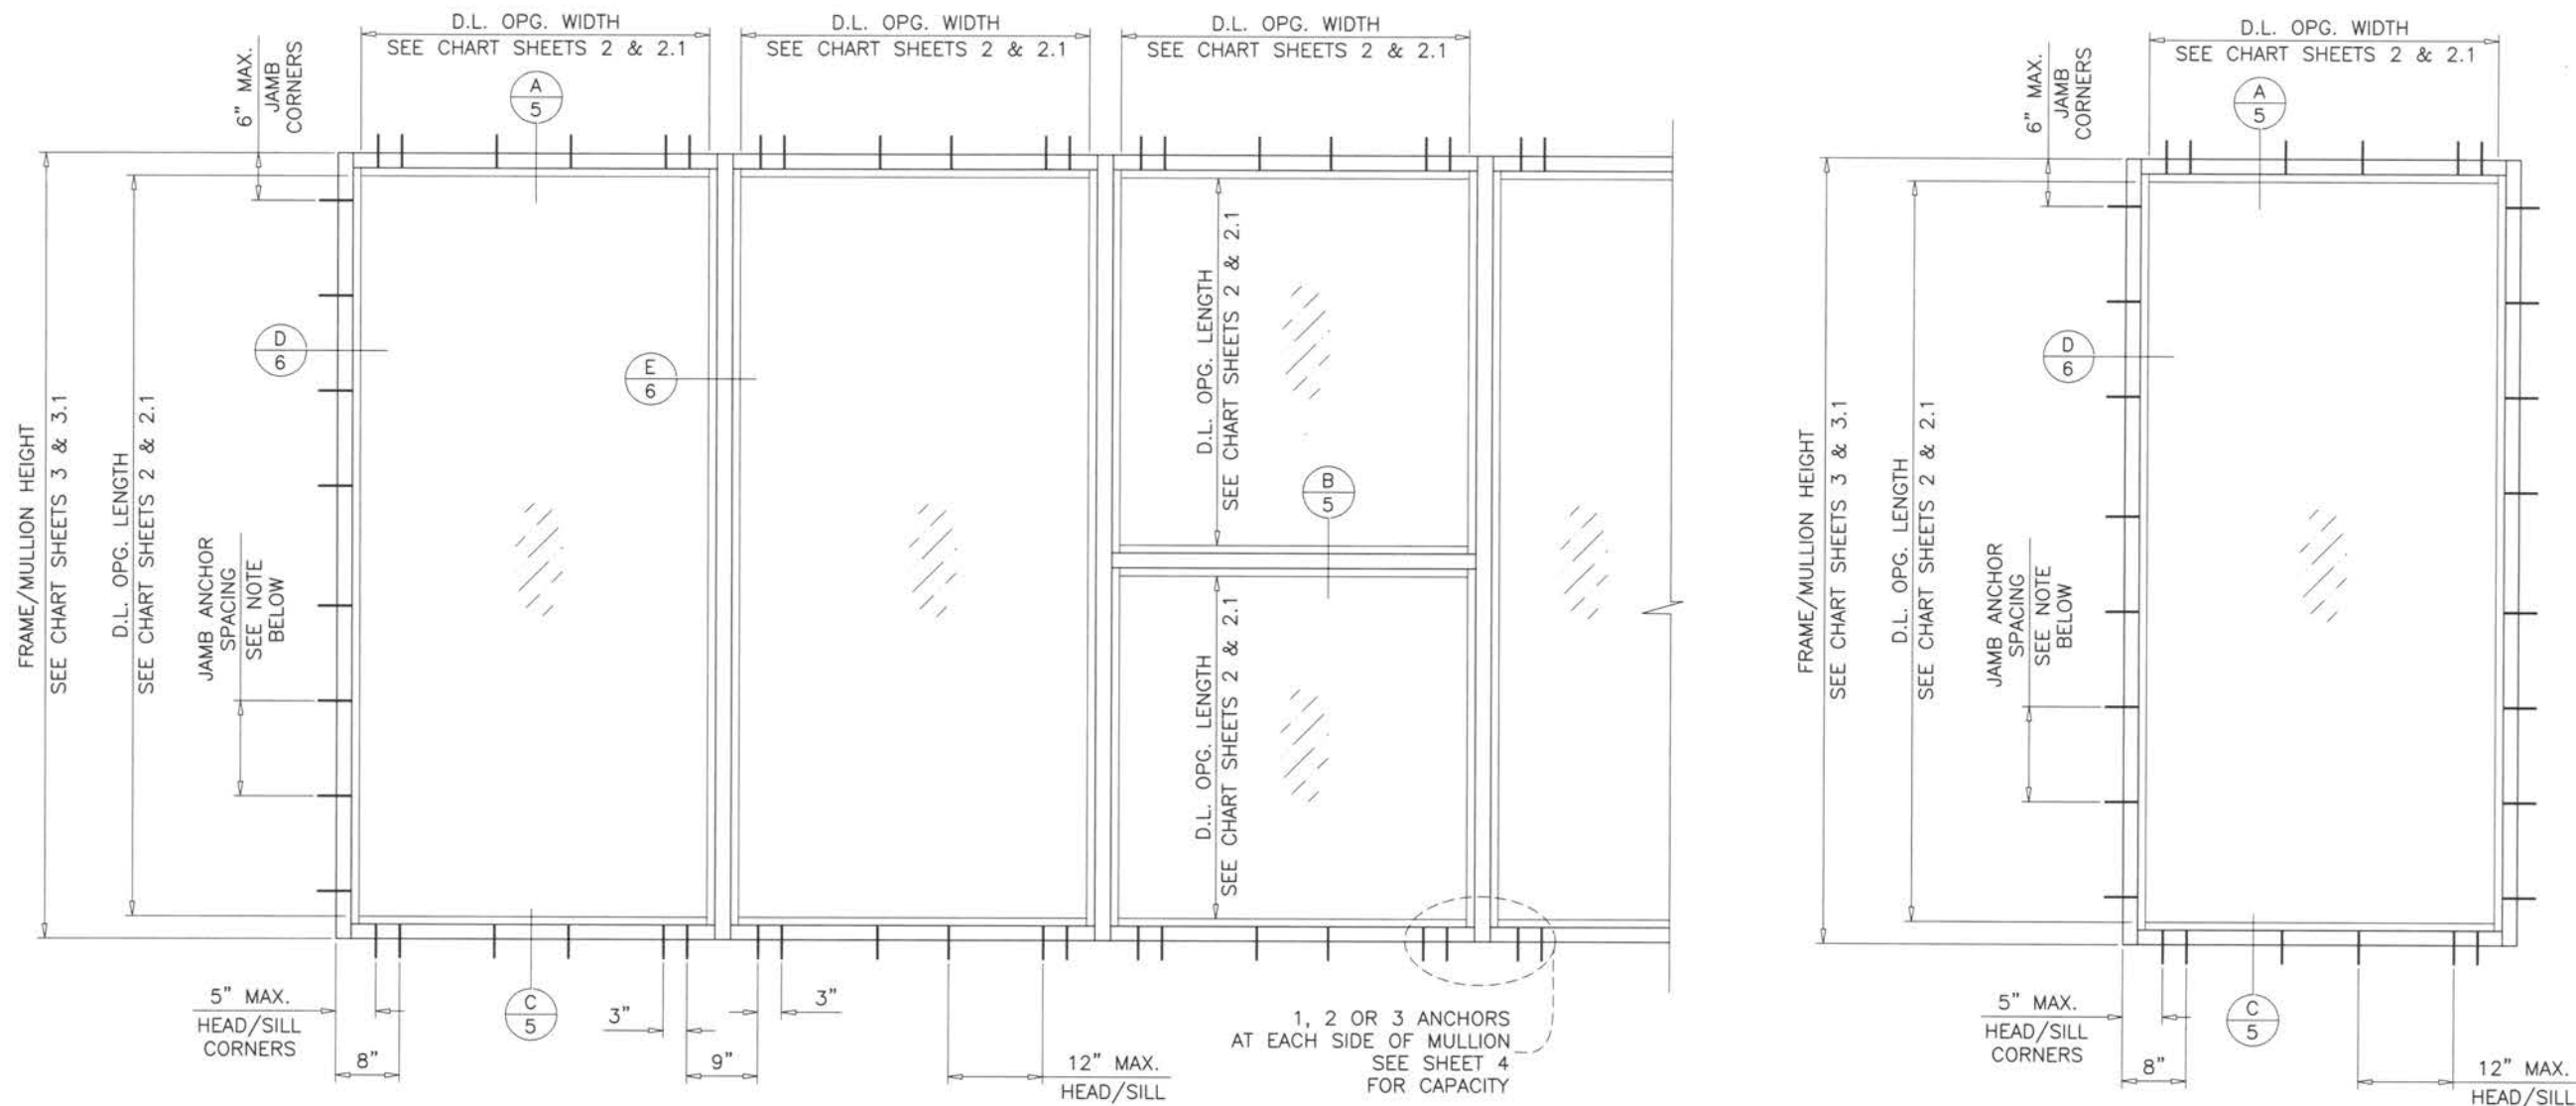 D.L. OPG. WIDTH
SEE CHART SHEETS 2 & 2.1
D.L. OPG. WIDTH
SEE CHART SHEETS 2 & 2.1
D.L. OPG. WIDTH
SEE CHART SHEETS 2 & 2.1
6" MAX.
JAMB
CORNERS
A
5
FRAME/MULLION HEIGHT
SEE CHART SHEETS 3 & 3.1
D.L. OPG. LENGTH
SEE CHART SHEETS 2 & 2.1
D
6
E
6
JAMB ANCHOR
SPACING
SEE NOTE
BELOW
D.L. OPG. LENGTH
SEE CHART SHEETS 2 & 2.1
B
5
D.L. OPG. LENGTH
SEE CHART SHEETS 2 & 2.1
5" MAX.
HEAD/SILL
CORNERS
8"
C
5
3"
9"
3"
12" MAX.
HEAD/SILL
1, 2 OR 3 ANCHORS
AT EACH SIDE OF MULLION
SEE SHEET 4
FOR CAPACITY
D.L. OPG. WIDTH
SEE CHART SHEETS 2 & 2.1
6" MAX.
JAMB
CORNERS
A
5
FRAME/MULLION HEIGHT
SEE CHART SHEETS 3 & 3.1
D.L. OPG. LENGTH
SEE CHART SHEETS 2 & 2.1
D
6
JAMB ANCHOR
SPACING
SEE NOTE
BELOW
5" MAX.
HEAD/SILL
CORNERS
8"
C
5
12" MAX.
HEAD/SILL